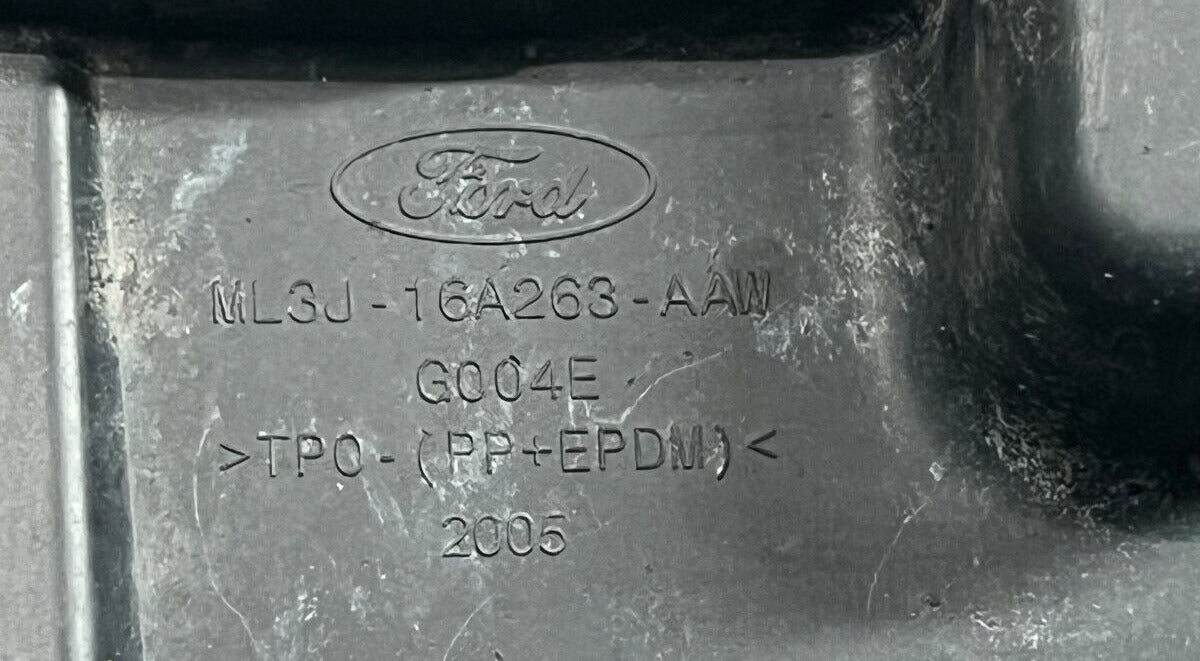 Ford
ML3J-16A263-AAW
G004E
>TPO-(PP+EPDM)<
2005